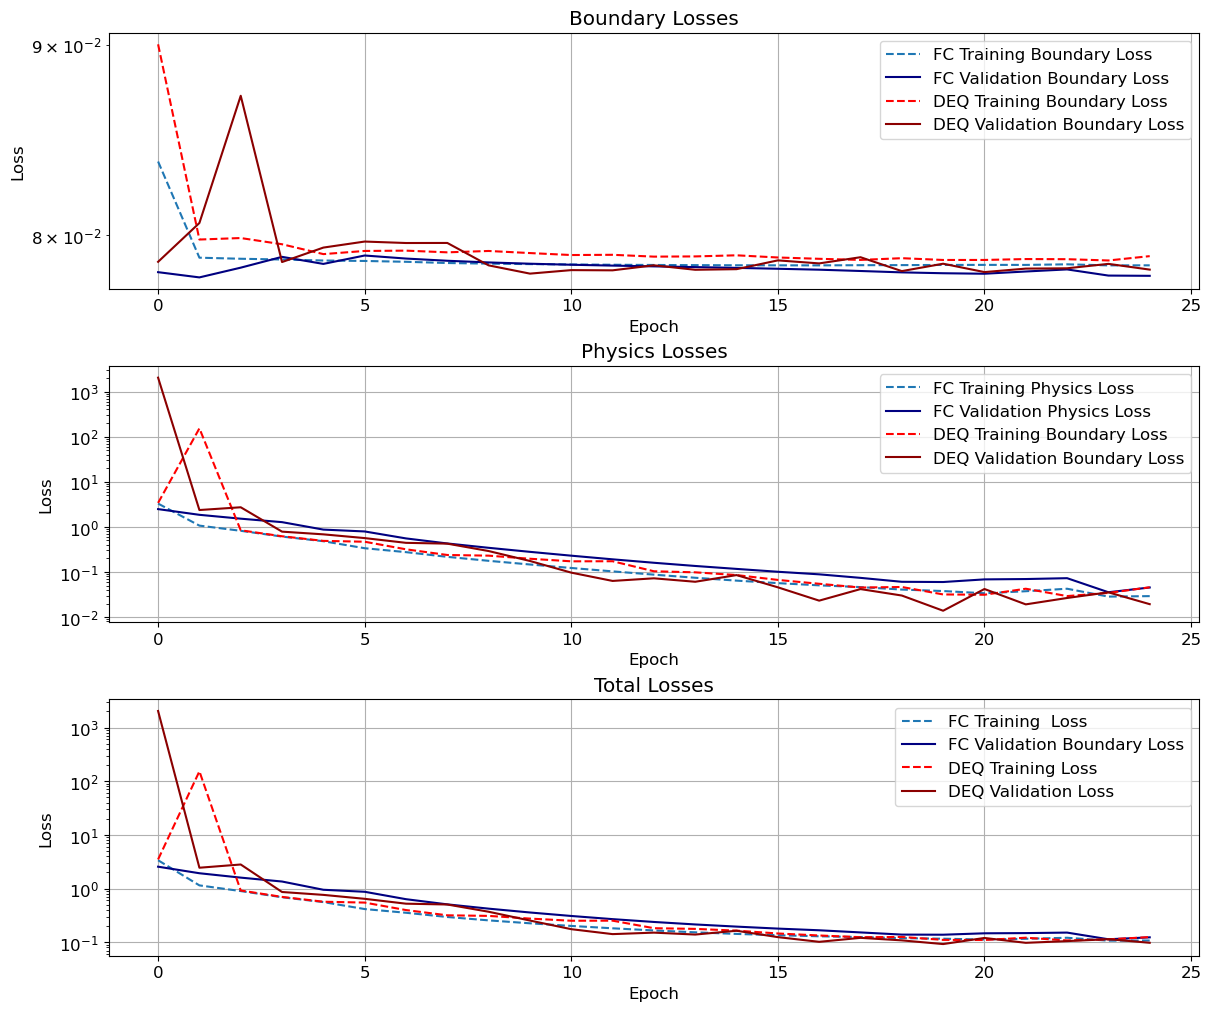 Boundary Losses
9 × 10⁻²
8 × 10⁻²
Loss
FC Training Boundary Loss
FC Validation Boundary Loss
DEQ Training Boundary Loss
DEQ Validation Boundary Loss
0 5 10 15 20 25
Epoch
Physics Losses
10³
10²
10¹
10⁰
10⁻¹
10⁻²
Loss
FC Training Physics Loss
FC Validation Physics Loss
DEQ Training Boundary Loss
DEQ Validation Boundary Loss
0 5 10 15 20 25
Epoch
Total Losses
10³
10²
10¹
10⁰
10⁻¹
Loss
FC Training  Loss
FC Validation Boundary Loss
DEQ Training Loss
DEQ Validation Loss
0 5 10 15 20 25
Epoch